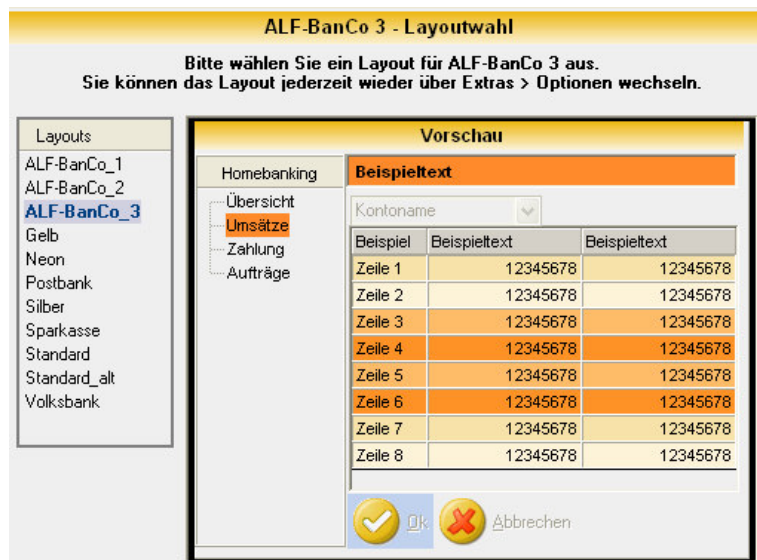 ALF-BanCo 3 - Layoutwahl
Bitte wählen Sie ein Layout für ALF-BanCo 3 aus.
Sie können das Layout jederzeit wieder über Extras > Optionen wechseln.
Layouts
ALF-BanCo_1
ALF-BanCo_2
ALF-BanCo_3
Gelb
Neon
Postbank
Silber
Sparkasse
Standard
Standard_alt
Volksbank
Vorschau
Homebanking
Übersicht
Umsätze
Zahlung
Aufträge
Beispieltext
Kontoname
Beispiel Beispieltext Beispieltext
Zeile 1 12345678 12345678
Zeile 2 12345678 12345678
Zeile 3 12345678 12345678
Zeile 4 12345678 12345678
Zeile 5 12345678 12345678
Zeile 6 12345678 12345678
Zeile 7 12345678 12345678
Zeile 8 12345678 12345678
Ok Abbrechen